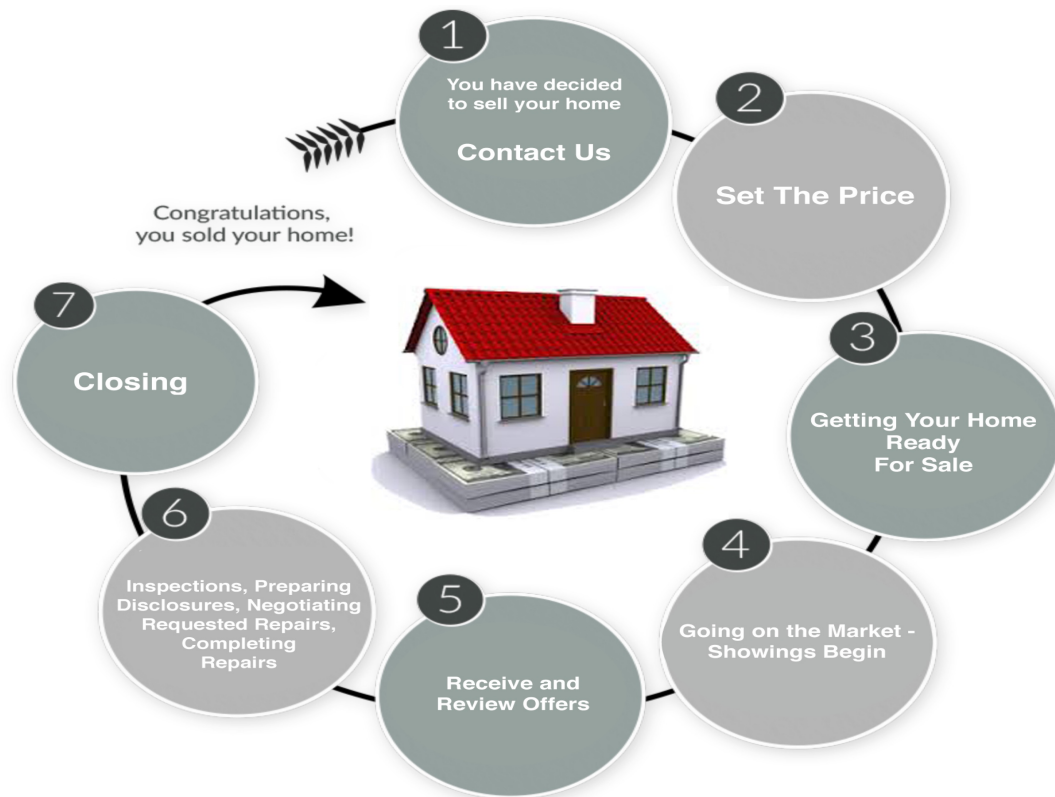 1
You have decided
to sell your home
Contact Us
2
Set The Price
3
Getting Your Home
Ready
For Sale
4
Going on the Market -
Showings Begin
5
Receive and
Review Offers
6
Inspections, Preparing
Disclosures, Negotiating
Requested Repairs,
Completing
Repairs
7
Closing
Congratulations,
you sold your home!